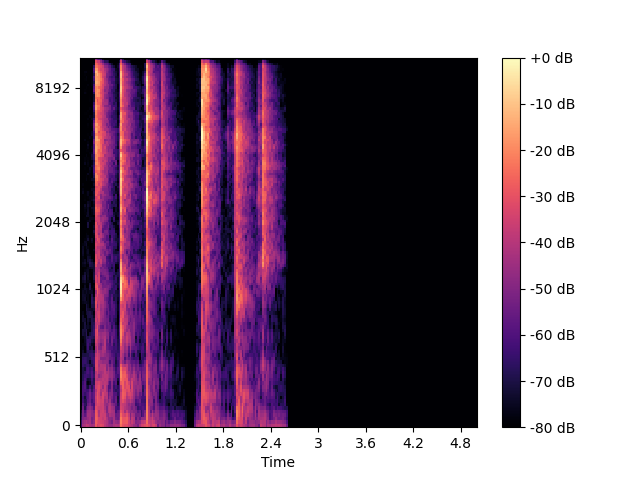 8192
4096
2048
1024
512
0
Hz
0 0.6 1.2 1.8 2.4 3 3.6 4.2 4.8
Time
+0 dB
-10 dB
-20 dB
-30 dB
-40 dB
-50 dB
-60 dB
-70 dB
-80 dB